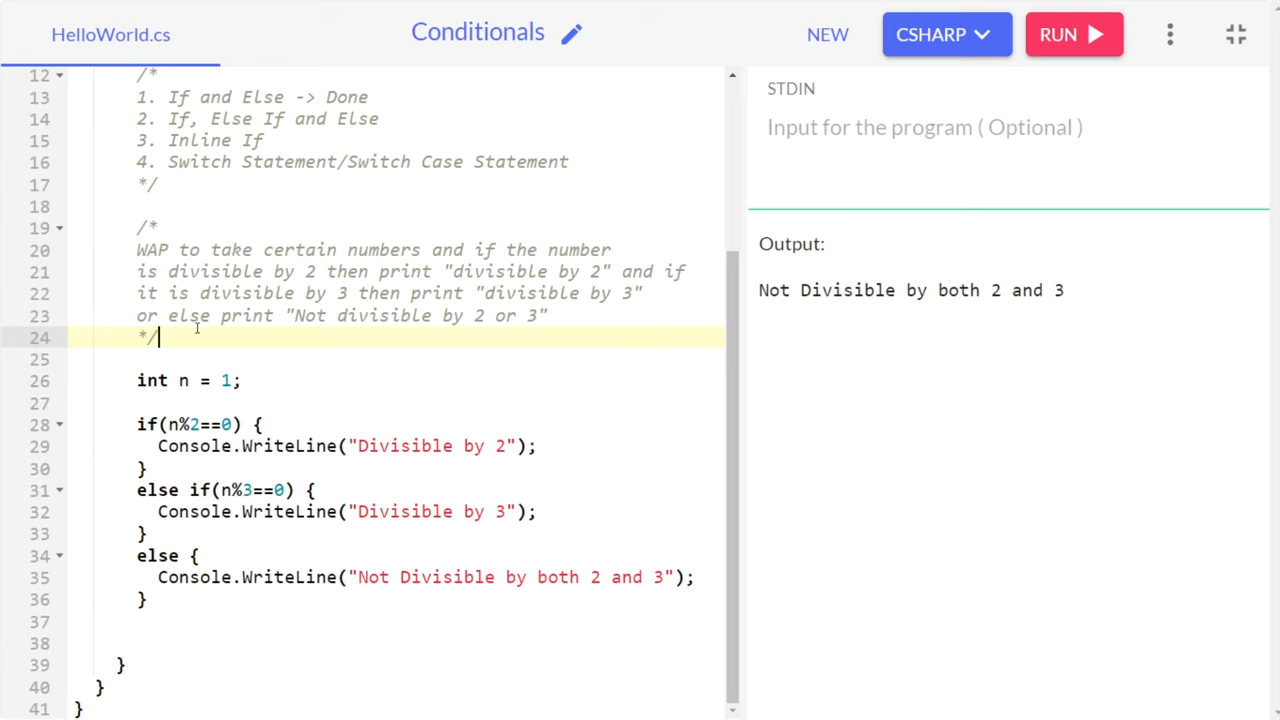 HelloWorld.cs
Conditionals
NEW
CSHARP
RUN
12 /*
13 1. If and Else -> Done
14 2. If, Else If and Else
15 3. Inline If
16 4. Switch Statement/Switch Case Statement
17 */
18
19 /*
20 WAP to take certain numbers and if the number
21 is divisible by 2 then print "divisible by 2" and if
22 it is divisible by 3 then print "divisible by 3"
23 or else print "Not divisible by 2 or 3"
24 */
25
26 int n = 1;
27
28 if(n%2==0) {
29 Console.WriteLine("Divisible by 2");
30 }
31 else if(n%3==0) {
32 Console.WriteLine("Divisible by 3");
33 }
34 else {
35 Console.WriteLine("Not Divisible by both 2 and 3");
36 }
37
38
39 }
40 }
41 }
STDIN
Input for the program ( Optional )
Output:
Not Divisible by both 2 and 3